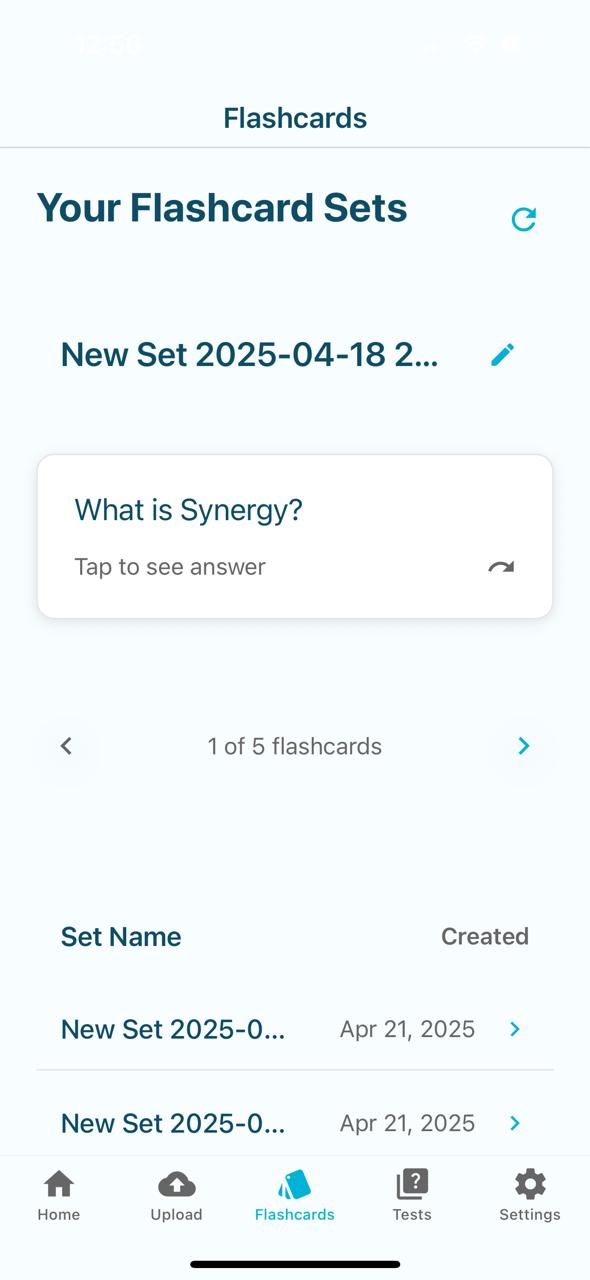 12:56
Flashcards
Your Flashcard Sets
New Set 2025-04-18 2...
What is Synergy?
Tap to see answer
1 of 5 flashcards
Set Name Created
New Set 2025-0... Apr 21, 2025
New Set 2025-0... Apr 21, 2025
Home Upload Flashcards Tests Settings